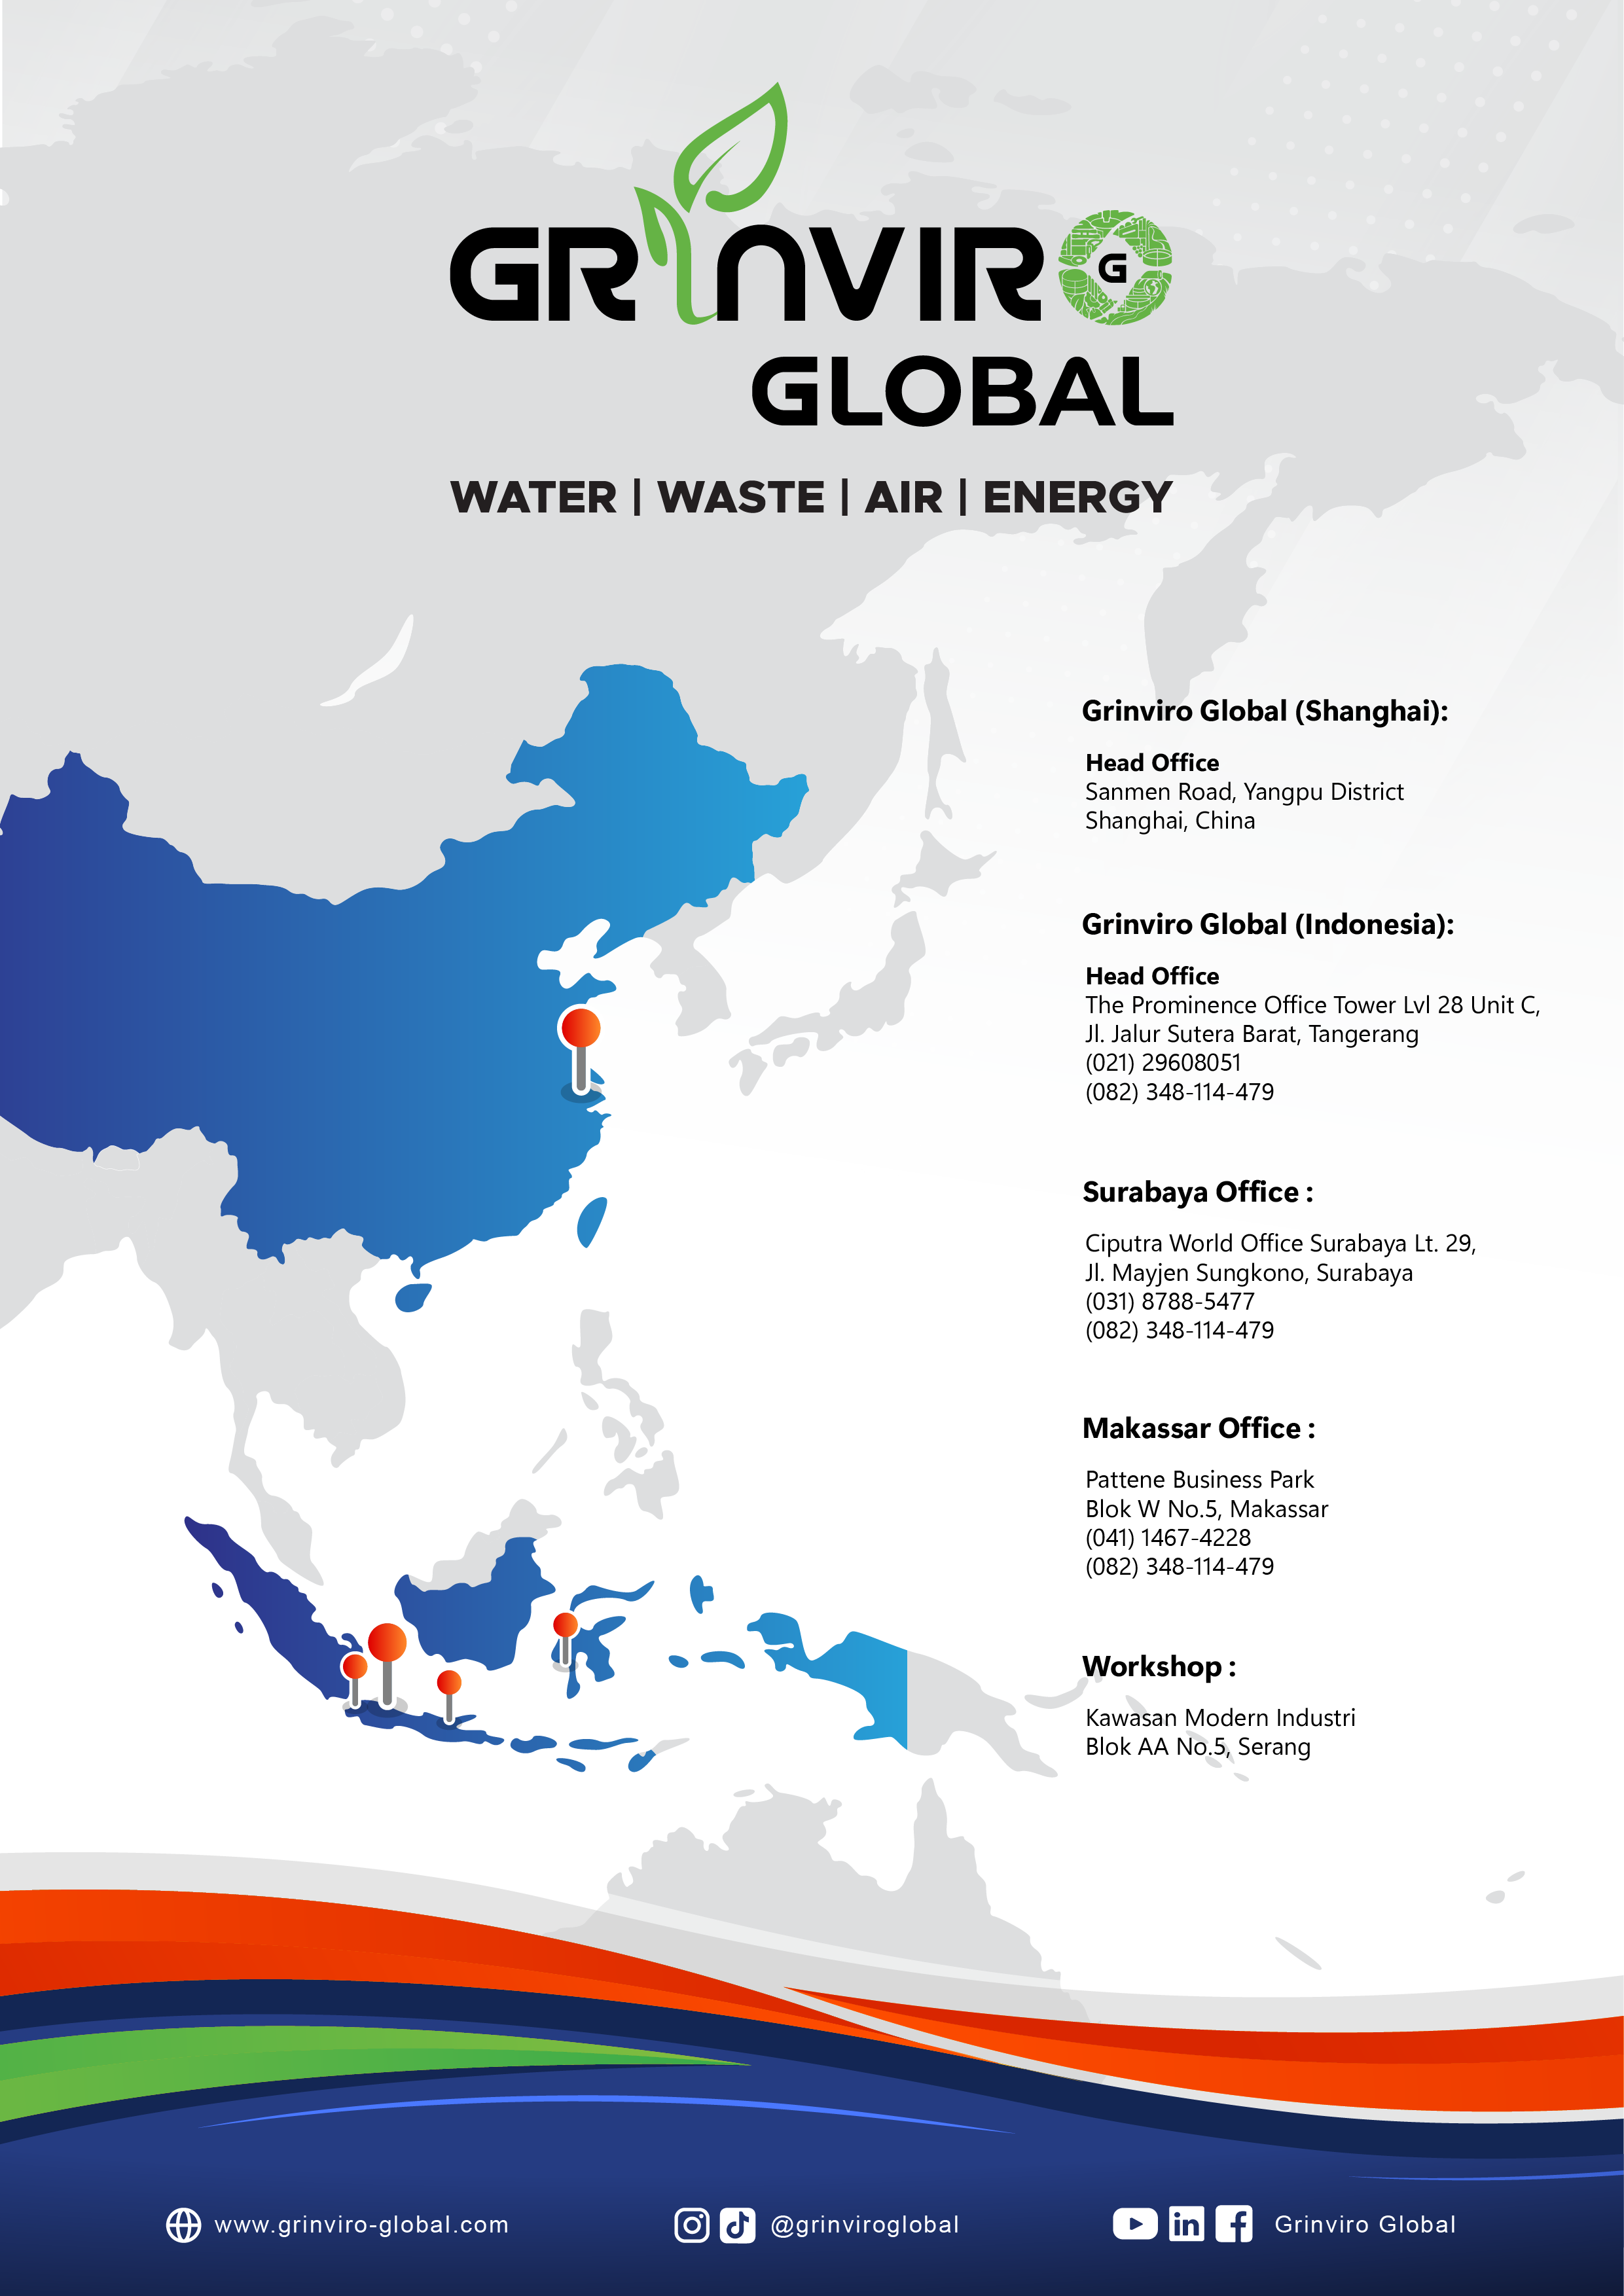 GRINVIRO
G
GLOBAL
WATER | WASTE | AIR | ENERGY
Grinviro Global (Shanghai):
Head Office
Sanmen Road, Yangpu District
Shanghai, China
Grinviro Global (Indonesia):
Head Office
The Prominence Office Tower Lvl 28 Unit C,
Jl. Jalur Sutera Barat, Tangerang
(021) 29608051
(082) 348-114-479
Surabaya Office :
Ciputra World Office Surabaya Lt. 29,
Jl. Mayjen Sungkono, Surabaya
(031) 8788-5477
(082) 348-114-479
Makassar Office :
Pattene Business Park
Blok W No.5, Makassar
(041) 1467-4228
(082) 348-114-479
Workshop :
Kawasan Modern Industri
Blok AA No.5, Serang
www.grinviro-global.com
@grinviroglobal
Grinviro Global